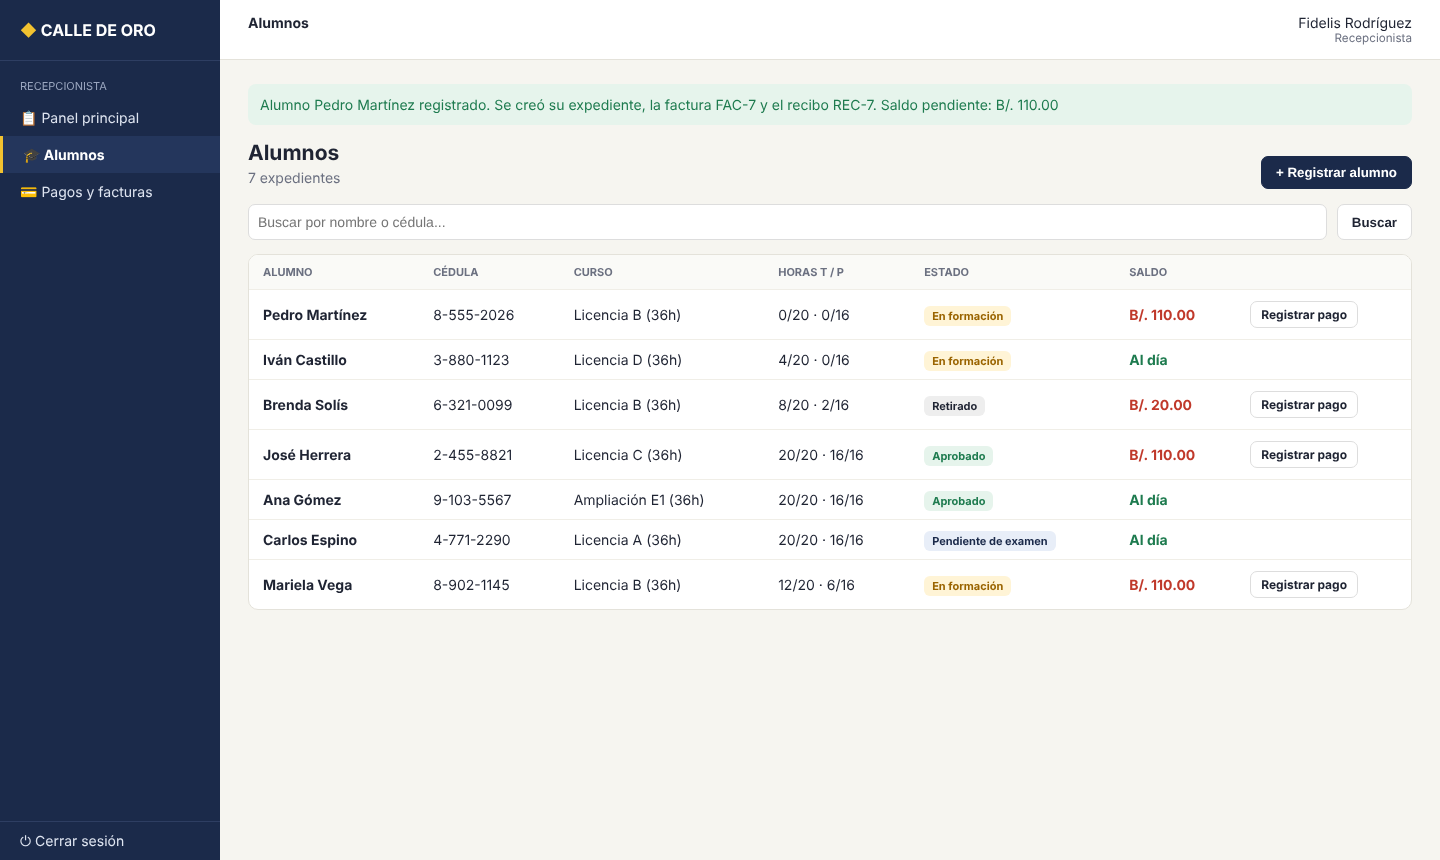 CALLE DE ORO
RECEPCIONISTA
Panel principal
Alumnos
Pagos y facturas
Cerrar sesión
Alumnos
Fidelis Rodríguez
Recepcionista
Alumno Pedro Martínez registrado. Se creó su expediente, la factura FAC-7 y el recibo REC-7. Saldo pendiente: B/. 110.00
Alumnos
7 expedientes
+ Registrar alumno
Buscar por nombre o cédula...
Buscar
ALUMNO CÉDULA CURSO HORAS T / P ESTADO SALDO
Pedro Martínez 8-555-2026 Licencia B (36h) 0/20 · 0/16 En formación B/. 110.00 Registrar pago
Iván Castillo 3-880-1123 Licencia D (36h) 4/20 · 0/16 En formación Al día
Brenda Solís 6-321-0099 Licencia B (36h) 8/20 · 2/16 Retirado B/. 20.00 Registrar pago
José Herrera 2-455-8821 Licencia C (36h) 20/20 · 16/16 Aprobado B/. 110.00 Registrar pago
Ana Gómez 9-103-5567 Ampliación E1 (36h) 20/20 · 16/16 Aprobado Al día
Carlos Espino 4-771-2290 Licencia A (36h) 20/20 · 16/16 Pendiente de examen Al día
Mariela Vega 8-902-1145 Licencia B (36h) 12/20 · 6/16 En formación B/. 110.00 Registrar pago